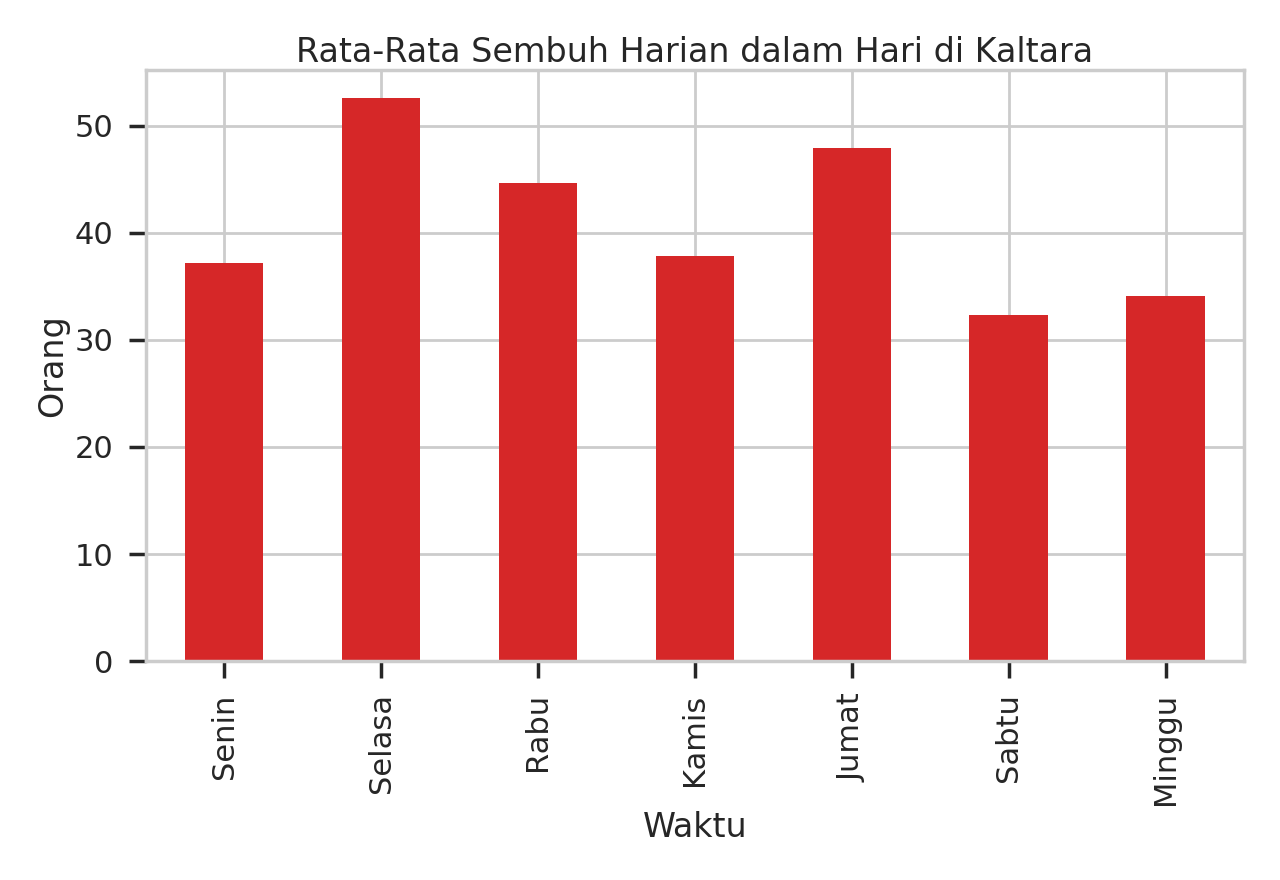 Rata-Rata Sembuh Harian dalam Hari di Kaltara
Orang
50
40
30
20
10
0
Senin
Selasa
Rabu
Kamis
Jumat
Sabtu
Minggu
Waktu